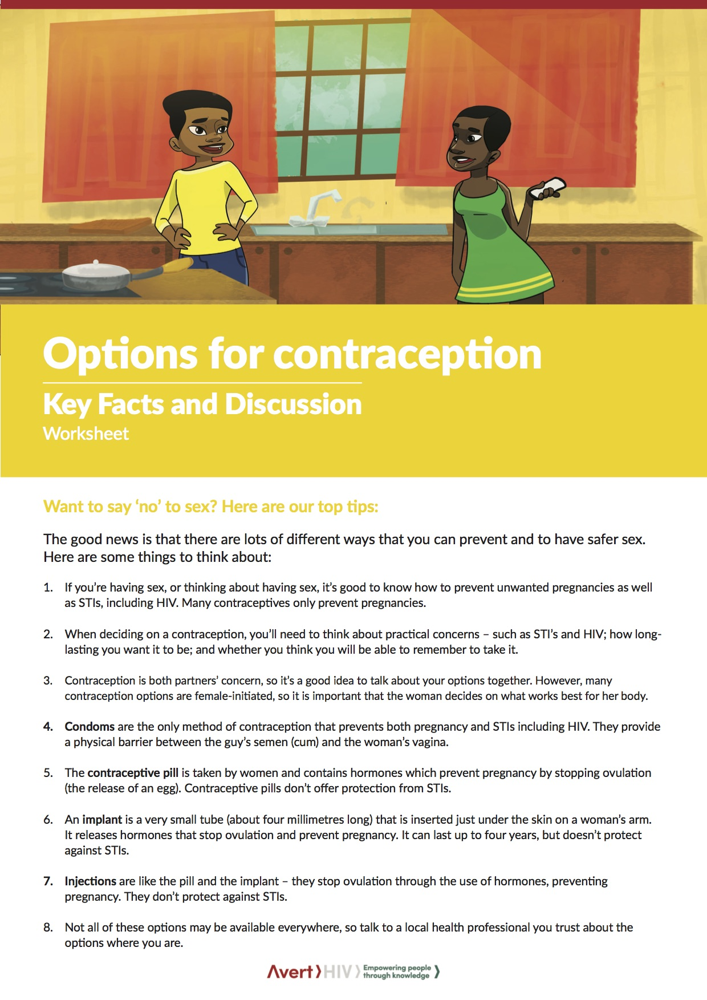 Options for contraception
Key Facts and Discussion
Worksheet
Want to say ‘no’ to sex? Here are our top tips:
The good news is that there are lots of different ways that you can prevent and to have safer sex.
Here are some things to think about:
1. If you’re having sex, or thinking about having sex, it’s good to know how to prevent unwanted pregnancies as well
as STIs, including HIV. Many contraceptives only prevent pregnancies.
2. When deciding on a contraception, you’ll need to think about practical concerns – such as STI’s and HIV; how long-
lasting you want it to be; and whether you think you will be able to remember to take it.
3. Contraception is both partners’ concern, so it’s a good idea to talk about your options together. However, many
contraception options are female-initiated, so it is important that the woman decides on what works best for her body.
4. Condoms are the only method of contraception that prevents both pregnancy and STIs including HIV. They provide
a physical barrier between the guy’s semen (cum) and the woman’s vagina.
5. The contraceptive pill is taken by women and contains hormones which prevent pregnancy by stopping ovulation
(the release of an egg). Contraceptive pills don’t offer protection from STIs.
6. An implant is a very small tube (about four millimetres long) that is inserted just under the skin on a woman’s arm.
It releases hormones that stop ovulation and prevent pregnancy. It can last up to four years, but doesn’t protect
against STIs.
7. Injections are like the pill and the implant – they stop ovulation through the use of hormones, preventing
pregnancy. They don’t protect against STIs.
8. Not all of these options may be available everywhere, so talk to a local health professional you trust about the
options where you are.
Avert HIV Empowering people
through knowledge